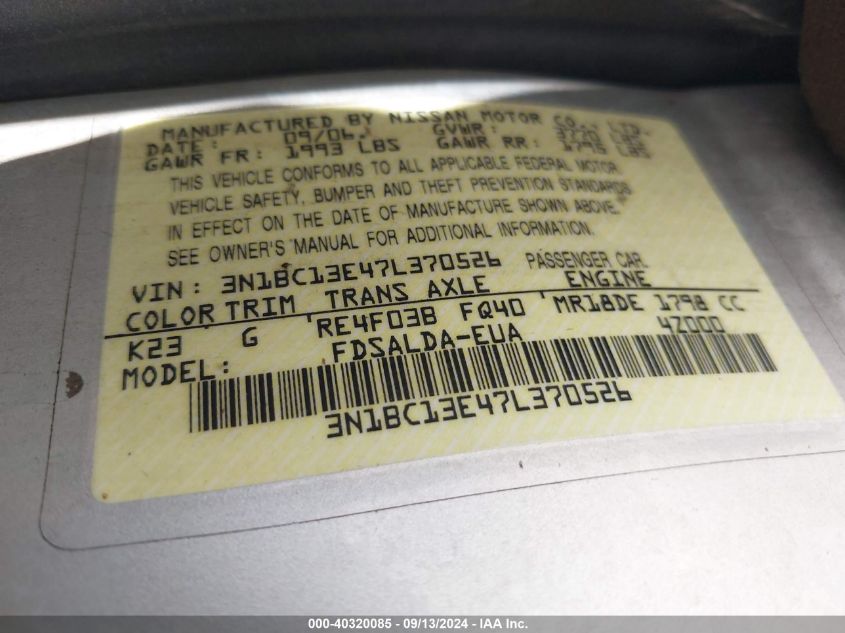 MANUFACTURED BY NISSAN MOTOR CO., LTD.
DATE: 09/06 GVWR:
GAWR FR: 1993 LBS GAWR RR: 1795 LBS
THIS VEHICLE CONFORMS TO ALL APPLICABLE FEDERAL MOTOR
VEHICLE SAFETY, BUMPER AND THEFT PREVENTION STANDARDS
IN EFFECT ON THE DATE OF MANUFACTURE SHOWN ABOVE.
SEE OWNER'S MANUAL FOR ADDITIONAL INFORMATION.
VIN: 3N1BC13E47L370526 PASSENGER CAR
COLOR TRIM TRANS AXLE ENGINE
K23 G RE4F03B FQ40 MR18DE 1798 CC
MODEL: FDSALDA-EUA 4Z000
3N1BC13E47L370526
000-40320085 - 09/13/2024 - IAA Inc.